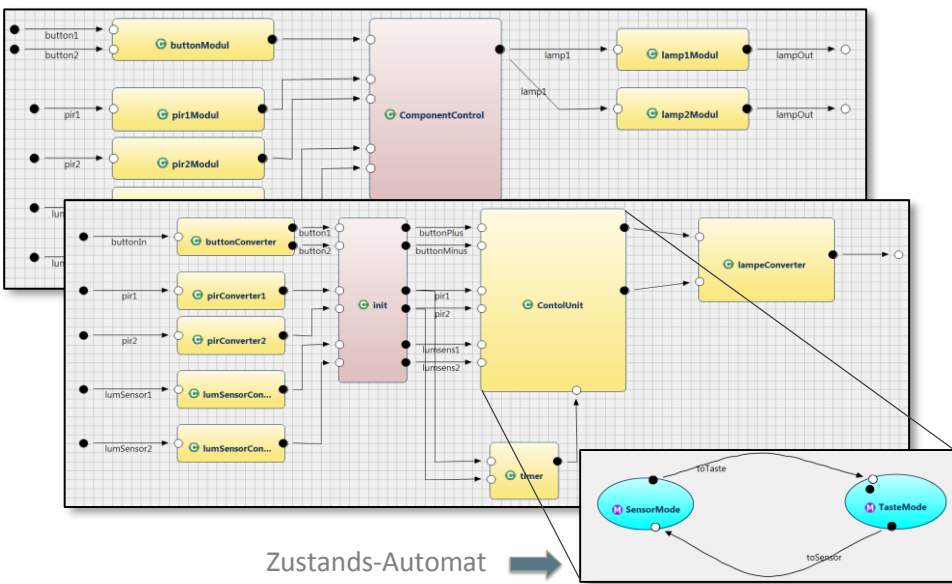 button1
button2
buttonModul
pir1
pir1Modul
pir2
pir2Modul
ComponentControl
lamp1
lamp1
lamp1Modul
lampOut
lamp2Modul
lampOut
buttonIn
buttonConverter
button1
button2
pir1
pirConverter1
pir2
pirConverter2
lumSensor1
lumSensorCon...
lumSensor2
lumSensorCon...
init
buttonPlus
buttonMinus
pir1
pir2
lumsens1
lumsens2
ContolUnit
timer
lampeConverter
toTaste
SensorMode
TasteMode
toSensor
Zustands-Automat